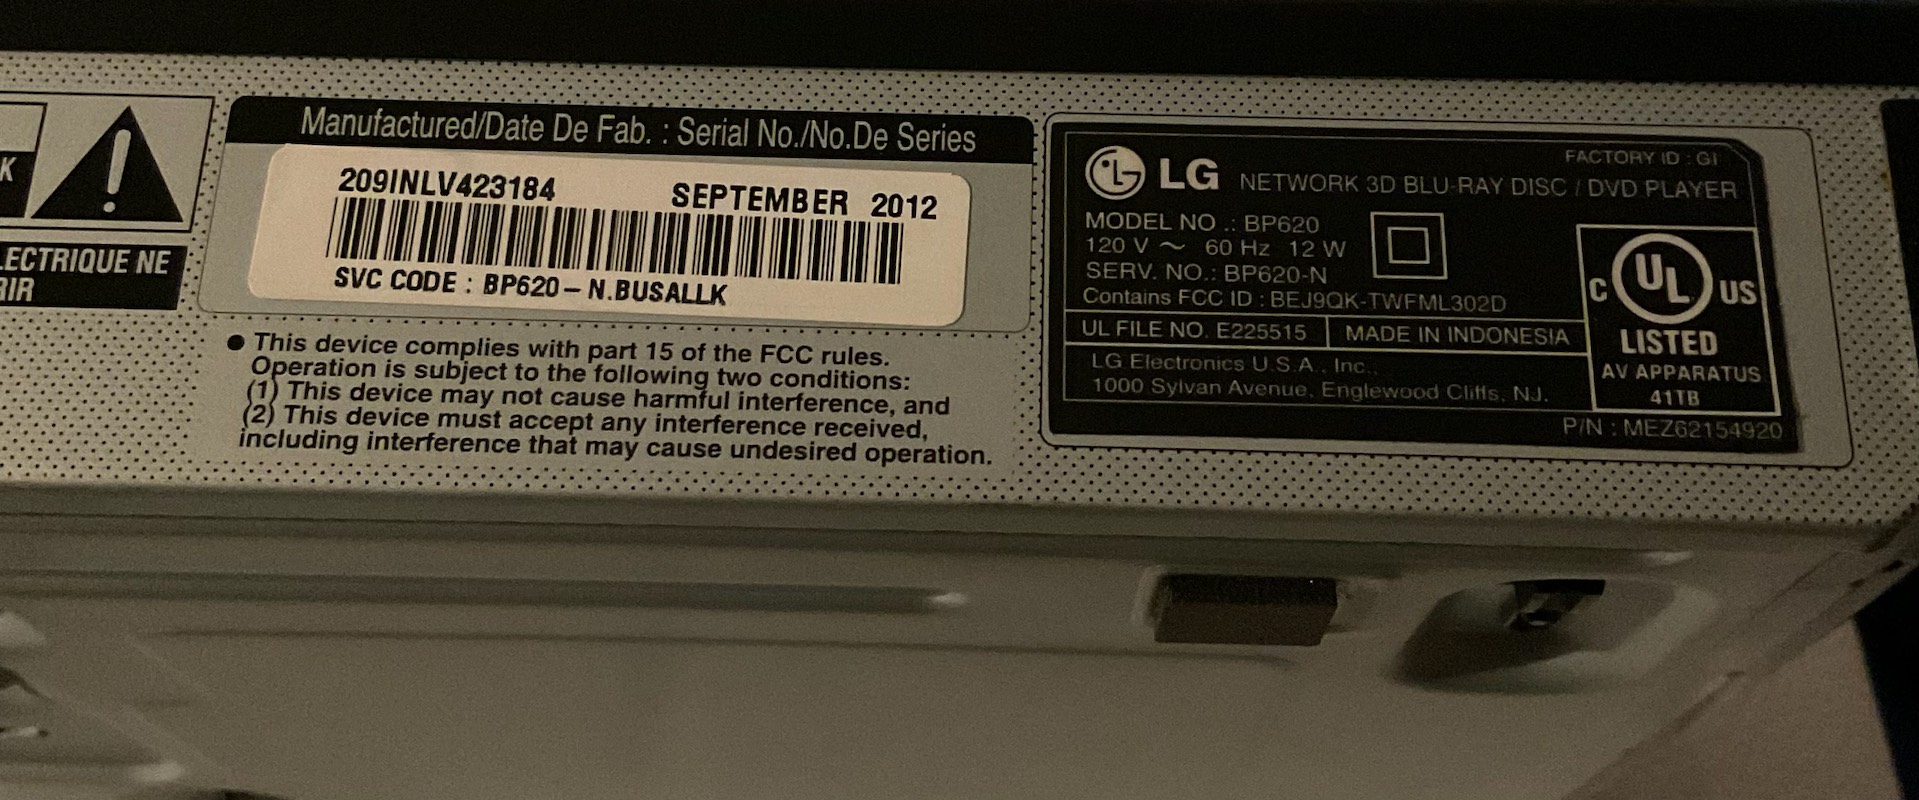 K
LECTRIQUE NE
RIR
Manufactured/Date De Fab. : Serial No./No.De Series
209INLV423184 SEPTEMBER 2012
SVC CODE : BP620-N.BUSALLK
● This device complies with part 15 of the FCC rules.
Operation is subject to the following two conditions:
(1) This device may not cause harmful interference, and
(2) This device must accept any interference received,
including interference that may cause undesired operation.
FACTORY ID : GI
LG NETWORK 3D BLU-RAY DISC / DVD PLAYER
MODEL NO .: BP620
120 V ~ 60 Hz 12 W
SERV. NO.: BP620-N
Contains FCC ID : BEJ9QK-TWFML302D
UL FILE NO. E225515 MADE IN INDONESIA
LG Electronics U.S.A., Inc.,
1000 Sylvan Avenue, Englewood Cliffs, NJ.
C UL US
LISTED
AV APPARATUS
41TB
P/N : MEZ62154920